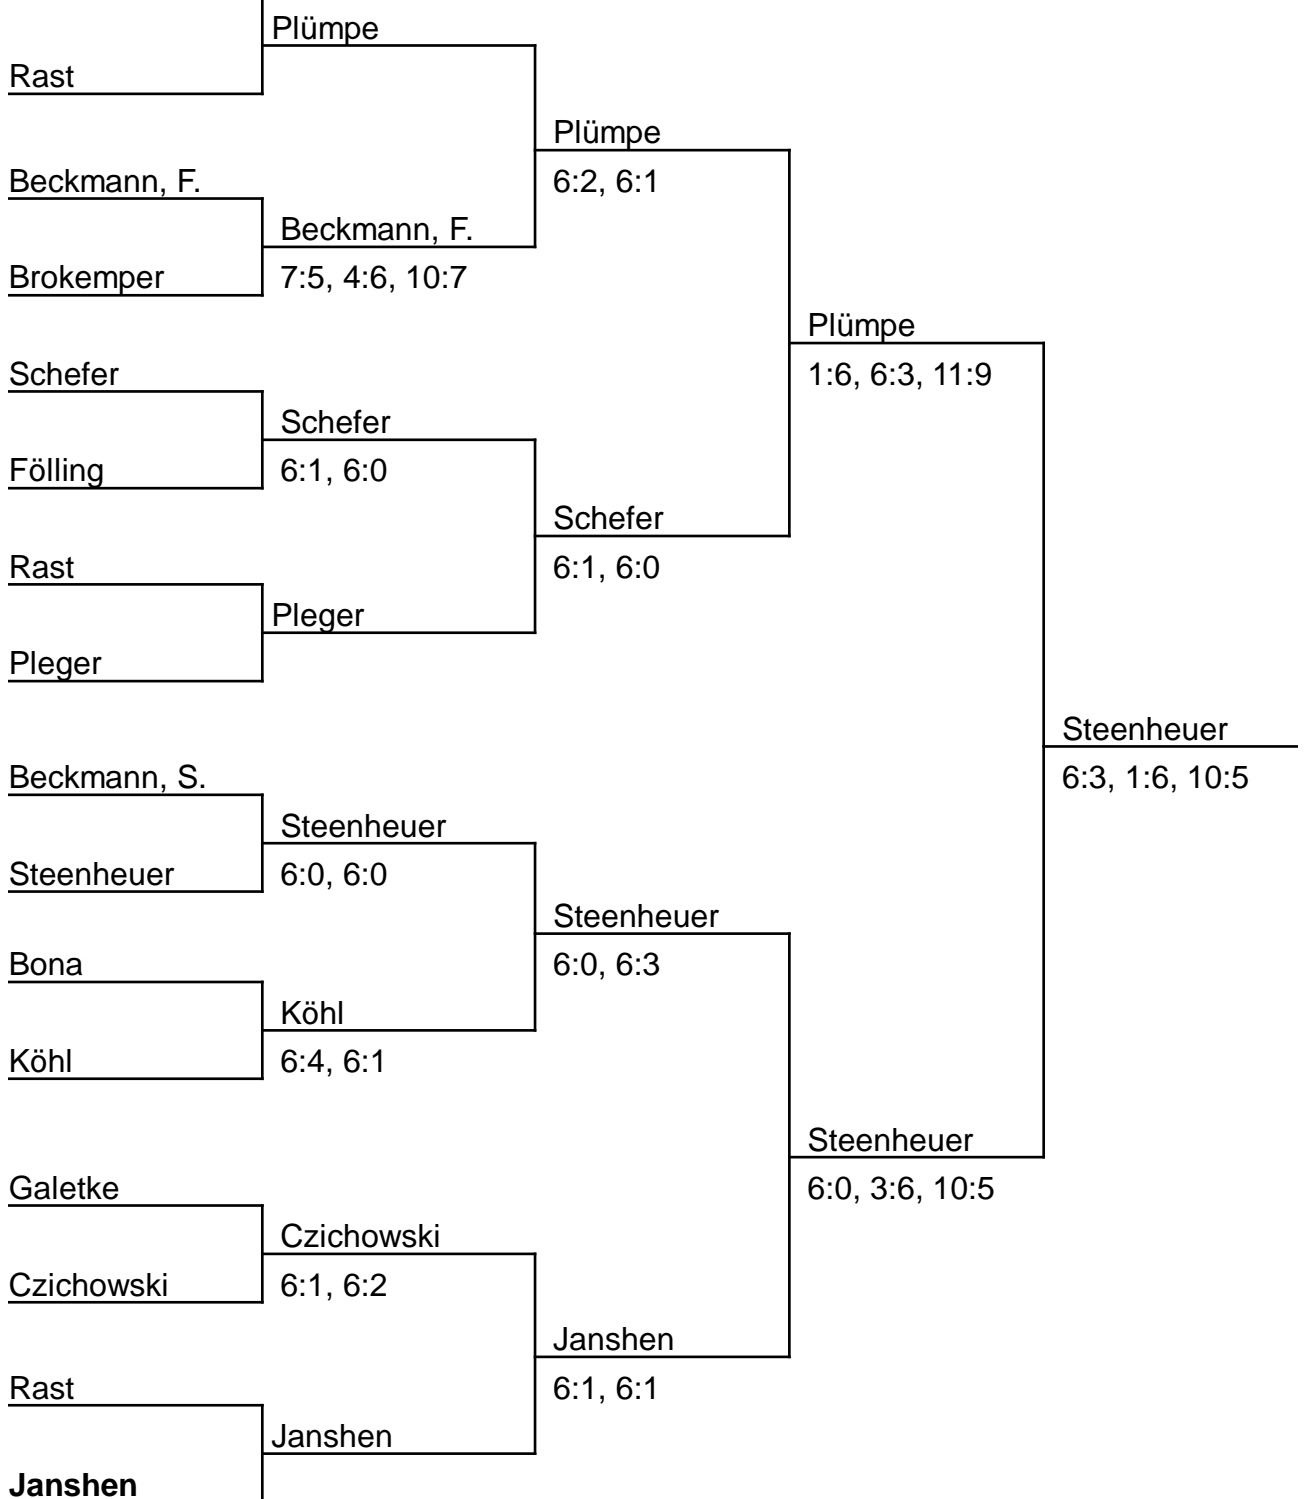 Plümpe
Rast
Plümpe
Beckmann, F.
6:2, 6:1
Beckmann, F.
Brokemper
7:5, 4:6, 10:7
Plümpe
Schefer
1:6, 6:3, 11:9
Schefer
Fölling
6:1, 6:0
Schefer
Rast
6:1, 6:0
Pleger
Pleger
Steenheuer
Beckmann, S.
6:3, 1:6, 10:5
Steenheuer
Steenheuer
6:0, 6:0
Steenheuer
Bona
6:0, 6:3
Köhl
Köhl
6:4, 6:1
Steenheuer
Galetke
6:0, 3:6, 10:5
Czichowski
Czichowski
6:1, 6:2
Janshen
Rast
6:1, 6:1
Janshen
Janshen